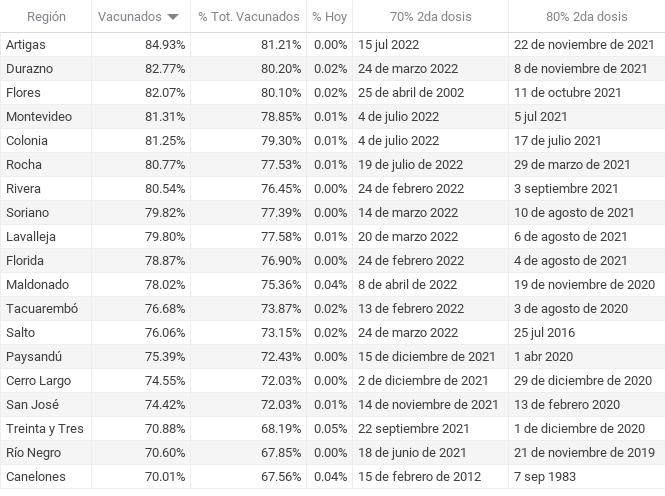 Región Vacunados % Tot. Vacunados % Hoy 70% 2da dosis 80% 2da dosis
Artigas 84.93% 81.21% 0.00% 15 jul 2022 22 de noviembre de 2021
Durazno 82.77% 80.20% 0.02% 24 de marzo 2022 8 de noviembre de 2021
Flores 82.07% 80.10% 0.02% 25 de abril de 2002 11 de octubre 2021
Montevideo 81.31% 78.85% 0.01% 4 de julio 2022 5 jul 2021
Colonia 81.25% 79.30% 0.01% 4 de julio 2022 17 de julio 2021
Rocha 80.77% 77.53% 0.01% 19 de julio de 2022 29 de marzo de 2021
Rivera 80.54% 76.45% 0.00% 24 de febrero 2022 3 septiembre 2021
Soriano 79.82% 77.39% 0.00% 14 de marzo 2022 10 de agosto de 2021
Lavalleja 79.80% 77.58% 0.01% 20 de marzo 2022 6 de agosto de 2021
Florida 78.87% 76.90% 0.00% 24 de febrero 2022 4 de agosto de 2021
Maldonado 78.02% 75.36% 0.04% 8 de abril de 2022 19 de noviembre de 2020
Tacuarembó 76.68% 73.87% 0.02% 13 de febrero 2022 3 de agosto de 2020
Salto 76.06% 73.15% 0.02% 24 de marzo 2022 25 jul 2016
Paysandú 75.39% 72.43% 0.00% 15 de diciembre de 2021 1 abr 2020
Cerro Largo 74.55% 72.03% 0.00% 2 de diciembre de 2021 29 de diciembre de 2020
San José 74.42% 72.03% 0.01% 14 de noviembre de 2021 13 de febrero 2020
Treinta y Tres 70.88% 68.19% 0.05% 22 septiembre 2021 1 de diciembre de 2020
Río Negro 70.60% 67.85% 0.00% 18 de junio de 2021 21 de noviembre de 2019
Canelones 70.01% 67.56% 0.04% 15 de febrero de 2012 7 sep 1983